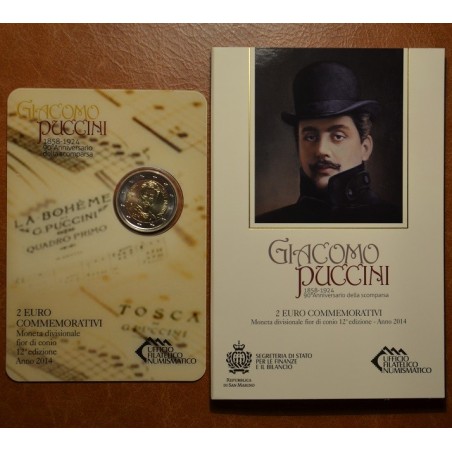 GIACOMO
PUCCINI
1858-1924
90°Anniversario
della scomparsa
LA BOHÈME
G. PUCCINI
QUADRO PRIMO
TOSCA
G. PUCCINI
2 EURO
COMMEMORATIVI
Moneta divisionale
fior di conio
12ª edizione
Anno 2014
UFFICIO
FILATELICO
NUMISMATICO
GIACOMO
PUCCINI
1858-1924
90°Anniversario della scomparsa
2 EURO COMMEMORATIVI
Moneta divisionale fior di conio 12ª edizione - Anno 2014
REPUBBLICA
DI SAN MARINO
SEGRETERIA DI STATO
PER LE FINANZE
E IL BILANCIO
UFFICIO
FILATELICO
NUMISMATICO